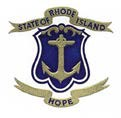 STATE OF RHODE ISLAND
HOPE